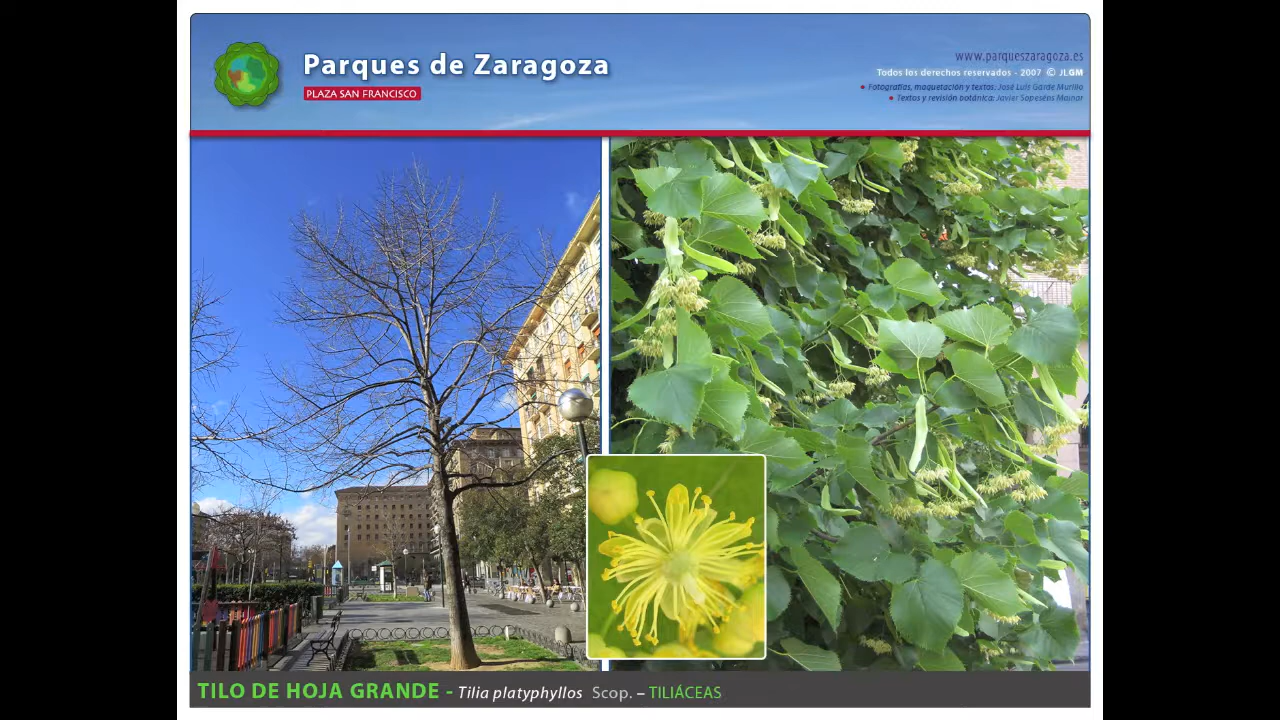 Parques de Zaragoza
PLAZA SAN FRANCISCO
www.parqueszaragoza.es
Todos los derechos reservados - 2007 © JLGM
● Fotografías, maquetación y textos: José Luis Garde Murillo
● Textos y revisión botánica: Javier Sopeséns Mainar
TILO DE HOJA GRANDE - Tilia platyphyllos Scop. – TILIÁCEAS